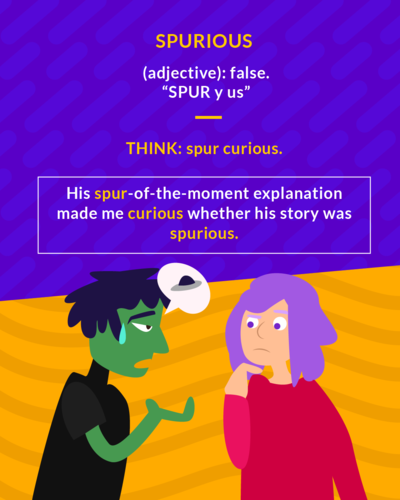 SPURIOUS
(adjective): false.
“SPUR y us”
THINK: spur curious.
His spur-of-the-moment explanation
made me curious whether his story was
spurious.